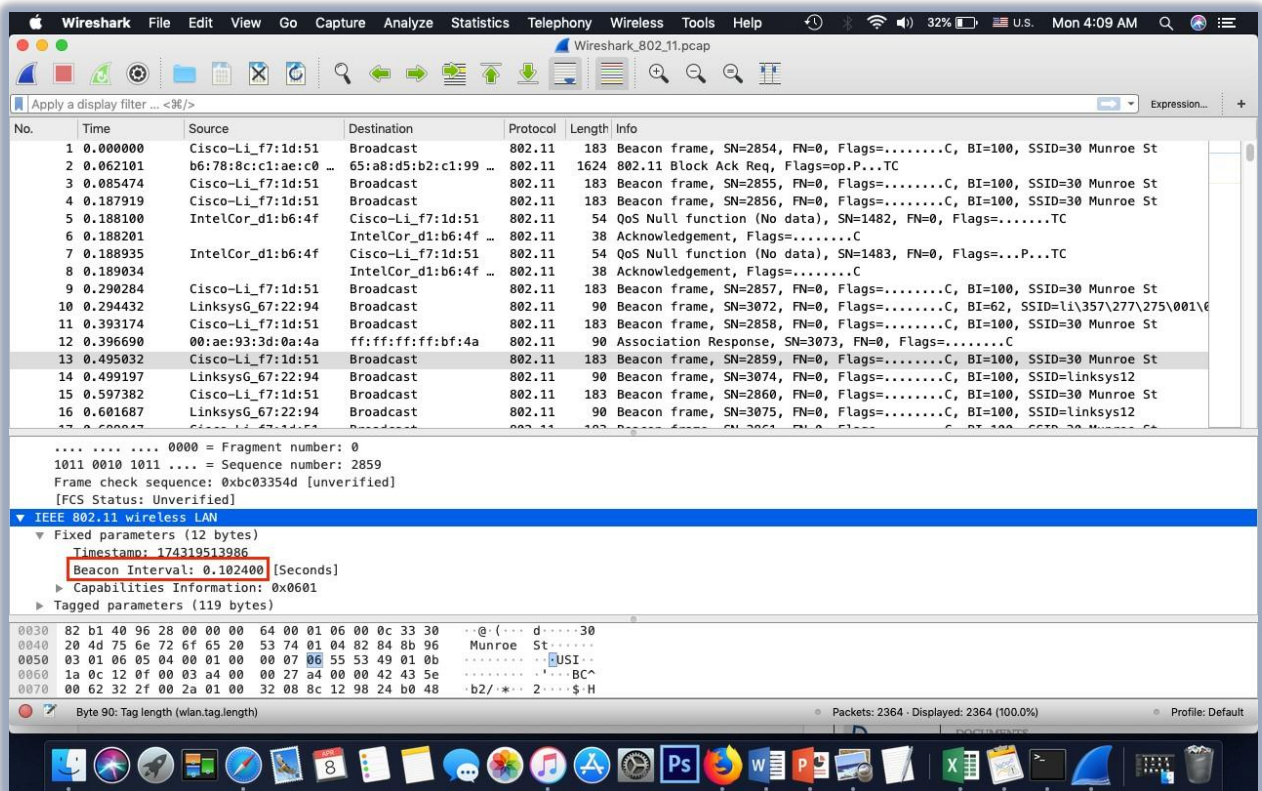 Wireshark File Edit View Go Capture Analyze Statistics Telephony Wireless Tools Help 32% U.S. Mon 4:09 AM
Wireshark_802_11.pcap
Apply a display filter ... <⌘/> Expression... +
No. Time Source Destination Protocol Length Info
1 0.000000 Cisco-Li_f7:1d:51 Broadcast 802.11 183 Beacon frame, SN=2854, FN=0, Flags=........C, BI=100, SSID=30 Munroe St
2 0.062101 b6:78:8c:c1:ae:c0 … 65:a8:d5:b2:c1:99 … 802.11 1624 802.11 Block Ack Req, Flags=op.P...TC
3 0.085474 Cisco-Li_f7:1d:51 Broadcast 802.11 183 Beacon frame, SN=2855, FN=0, Flags=........C, BI=100, SSID=30 Munroe St
4 0.187919 Cisco-Li_f7:1d:51 Broadcast 802.11 183 Beacon frame, SN=2856, FN=0, Flags=........C, BI=100, SSID=30 Munroe St
5 0.188100 IntelCor_d1:b6:4f Cisco-Li_f7:1d:51 802.11 54 QoS Null function (No data), SN=1482, FN=0, Flags=.......TC
6 0.188201 IntelCor_d1:b6:4f … 802.11 38 Acknowledgement, Flags=........C
7 0.188935 IntelCor_d1:b6:4f Cisco-Li_f7:1d:51 802.11 54 QoS Null function (No data), SN=1483, FN=0, Flags=...P...TC
8 0.189034 IntelCor_d1:b6:4f … 802.11 38 Acknowledgement, Flags=........C
9 0.290284 Cisco-Li_f7:1d:51 Broadcast 802.11 183 Beacon frame, SN=2857, FN=0, Flags=........C, BI=100, SSID=30 Munroe St
10 0.294432 LinksysG_67:22:94 Broadcast 802.11 90 Beacon frame, SN=3072, FN=0, Flags=........C, BI=62, SSID=li\357\277\275\001\
11 0.393174 Cisco-Li_f7:1d:51 Broadcast 802.11 183 Beacon frame, SN=2858, FN=0, Flags=........C, BI=100, SSID=30 Munroe St
12 0.396690 00:ae:93:3d:0a:4a ff:ff:ff:ff:bf:4a 802.11 90 Association Response, SN=3073, FN=0, Flags=........C
13 0.495032 Cisco-Li_f7:1d:51 Broadcast 802.11 183 Beacon frame, SN=2859, FN=0, Flags=........C, BI=100, SSID=30 Munroe St
14 0.499197 LinksysG_67:22:94 Broadcast 802.11 90 Beacon frame, SN=3074, FN=0, Flags=........C, BI=100, SSID=linksys12
15 0.597382 Cisco-Li_f7:1d:51 Broadcast 802.11 183 Beacon frame, SN=2860, FN=0, Flags=........C, BI=100, SSID=30 Munroe St
16 0.601687 LinksysG_67:22:94 Broadcast 802.11 90 Beacon frame, SN=3075, FN=0, Flags=........C, BI=100, SSID=linksys12
.... .... .... 0000 = Fragment number: 0
1011 0010 1011 .... = Sequence number: 2859
Frame check sequence: 0xbc03354d [unverified]
[FCS Status: Unverified]
IEEE 802.11 wireless LAN
Fixed parameters (12 bytes)
Timestamp: 174319513986
Beacon Interval: 0.102400 [Seconds]
Capabilities Information: 0x0601
Tagged parameters (119 bytes)
0030 82 b1 40 96 28 00 00 00 64 00 01 06 00 0c 33 30 ··@·(··· d·····30
0040 20 4d 75 6e 72 6f 65 20 53 74 01 04 82 84 8b 96 Munroe St······
0050 03 01 06 05 04 00 01 00 00 07 06 55 53 49 01 0b ········ ···USI··
0060 1a 0c 12 0f 00 03 a4 00 00 27 a4 00 00 42 43 5e ········ ·'···BC^
0070 00 62 32 2f 00 2a 01 00 32 08 8c 12 98 24 b0 48 ·b2/·*·· 2····$·H
Byte 90: Tag length (wlan.tag.length) Packets: 2364 · Displayed: 2364 (100.0%) Profile: Default
DOCUMENTS
APR
8
Ps
W
P
X